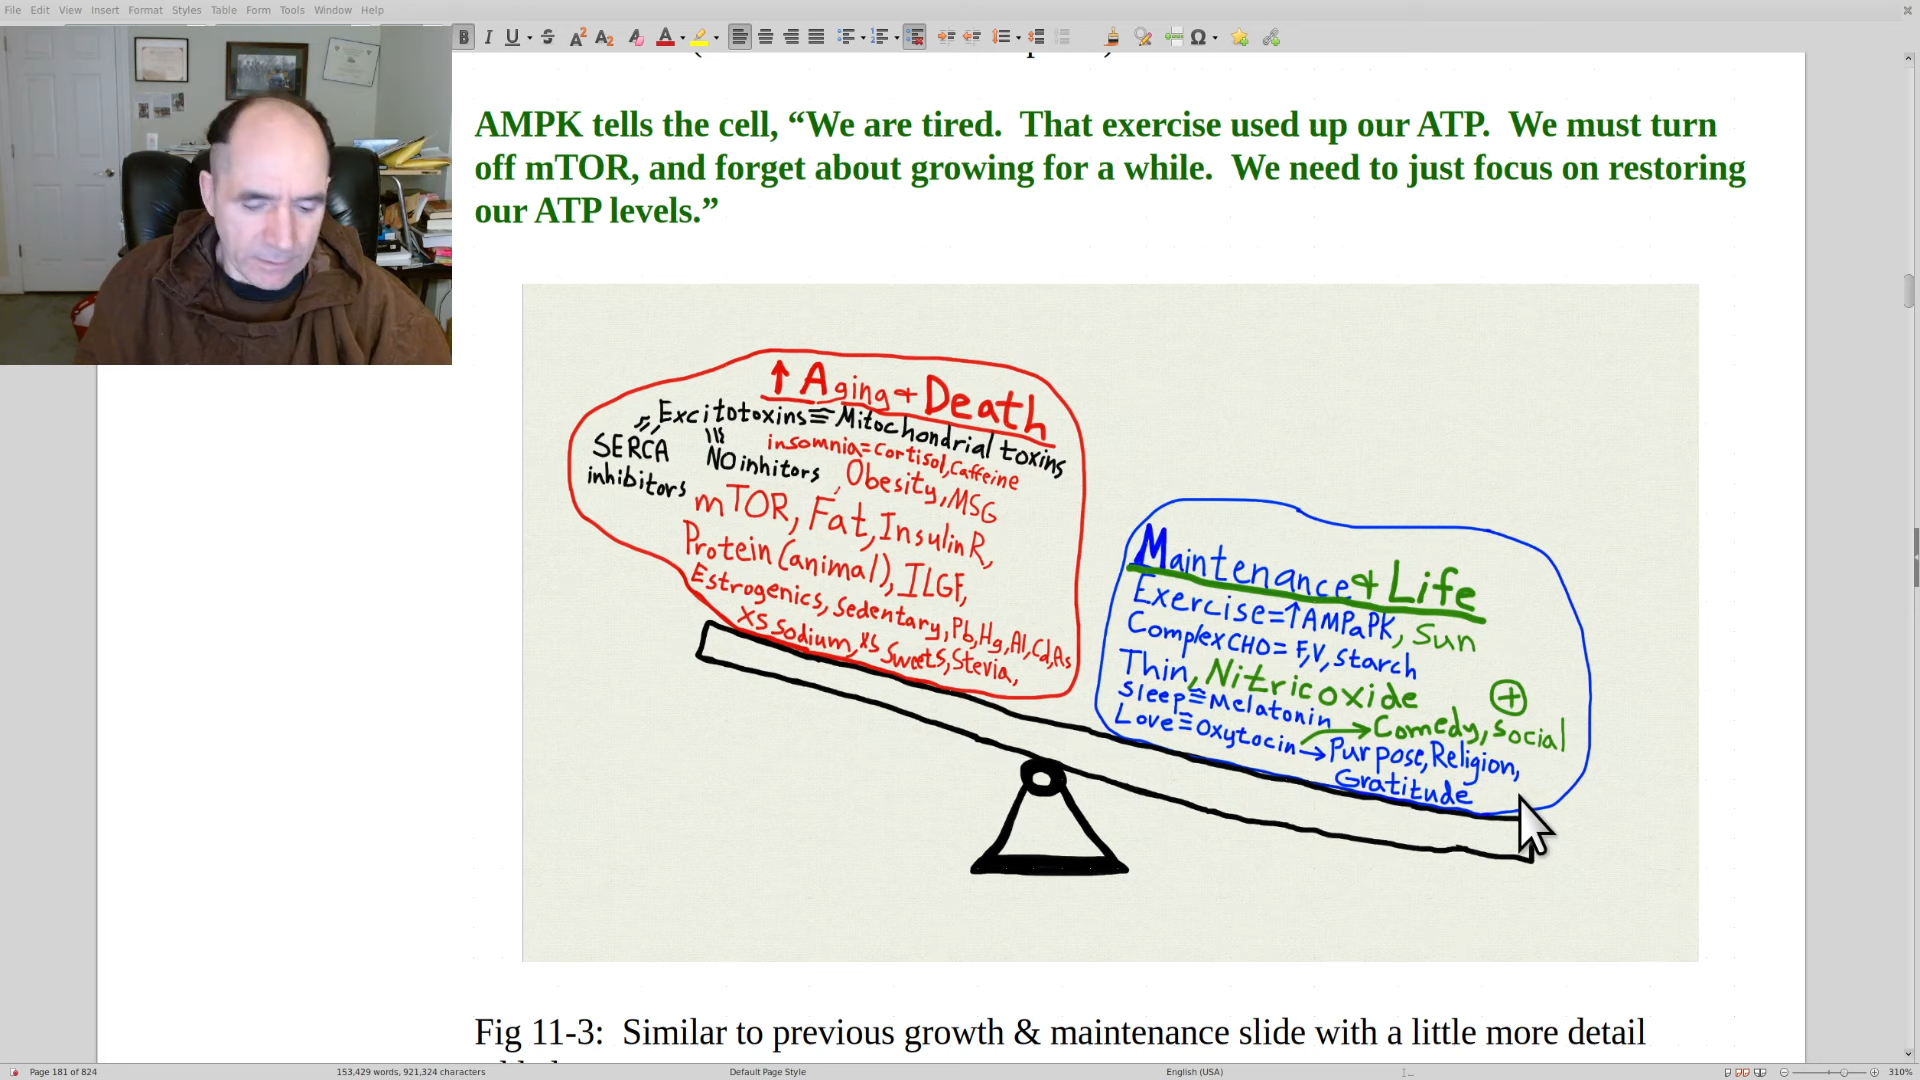 File Edit View Insert Format Styles Table Form Tools Window Help
AMPK tells the cell, “We are tired.  That exercise used up our ATP.  We must turn
off mTOR, and forget about growing for a while.  We need to just focus on restoring
our ATP levels.”
↑ Aging + Death
Excitotoxins ≡ Mitochondrial toxins
SERCA inhibitors
NO inhitors
insomnia = Cortisol, Caffeine
Obesity, MSG
mTOR, Fat, Insulin R,
Protein (animal), ILGF,
Estrogenics, Sedentary, Pb, Hg, Al, Cd, As
XS Sodium, XS Sweets, Stevia,
Maintenance + Life
Exercise = ↑ AMPaPK, Sun
Complex CHO = F, V, Starch
Thin, Nitric oxide
Sleep ≡ Melatonin
→ Comedy, Social
Love ≡ Oxytocin → Purpose, Religion,
Gratitude
Fig 11-3:  Similar to previous growth & maintenance slide with a little more detail
Page 181 of 824 153,429 words, 921,324 characters Default Page Style English (USA) 310%